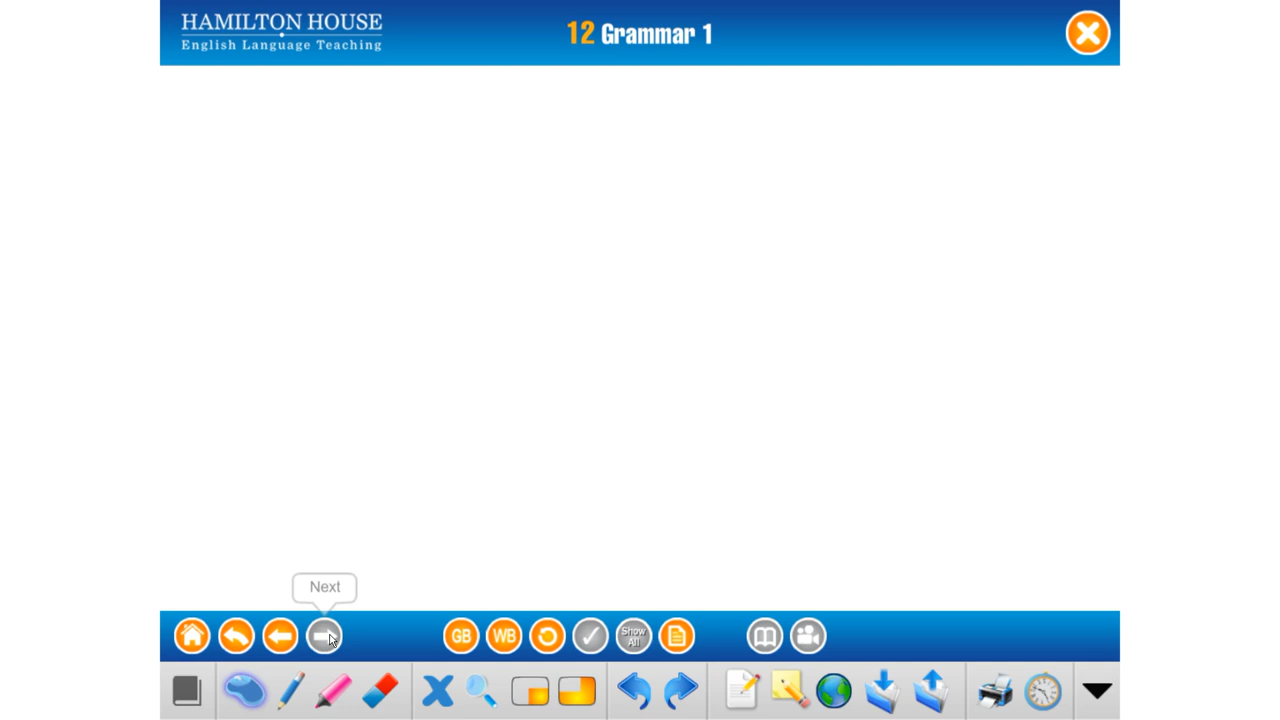 HAMILTON HOUSE
English Language Teaching
12 Grammar 1
Next
GB WB Show
All